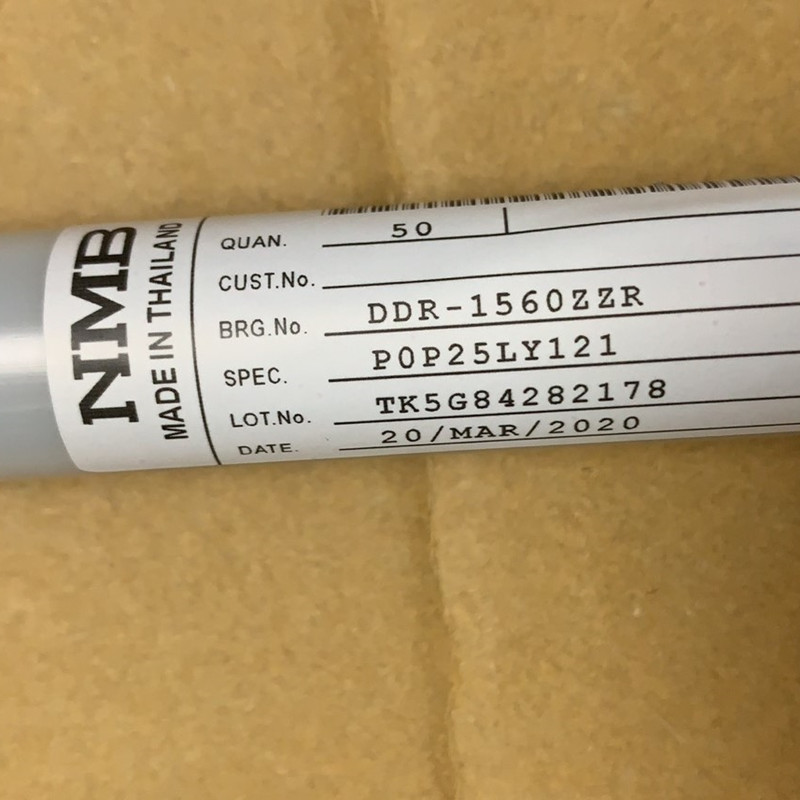 NMB
MADE IN THAILAND
QUAN. 50
CUST.No.
BRG.No. DDR-1560ZZR
SPEC. P0P25LY121
LOT.No. TK5G84282178
DATE. 20/MAR/2020